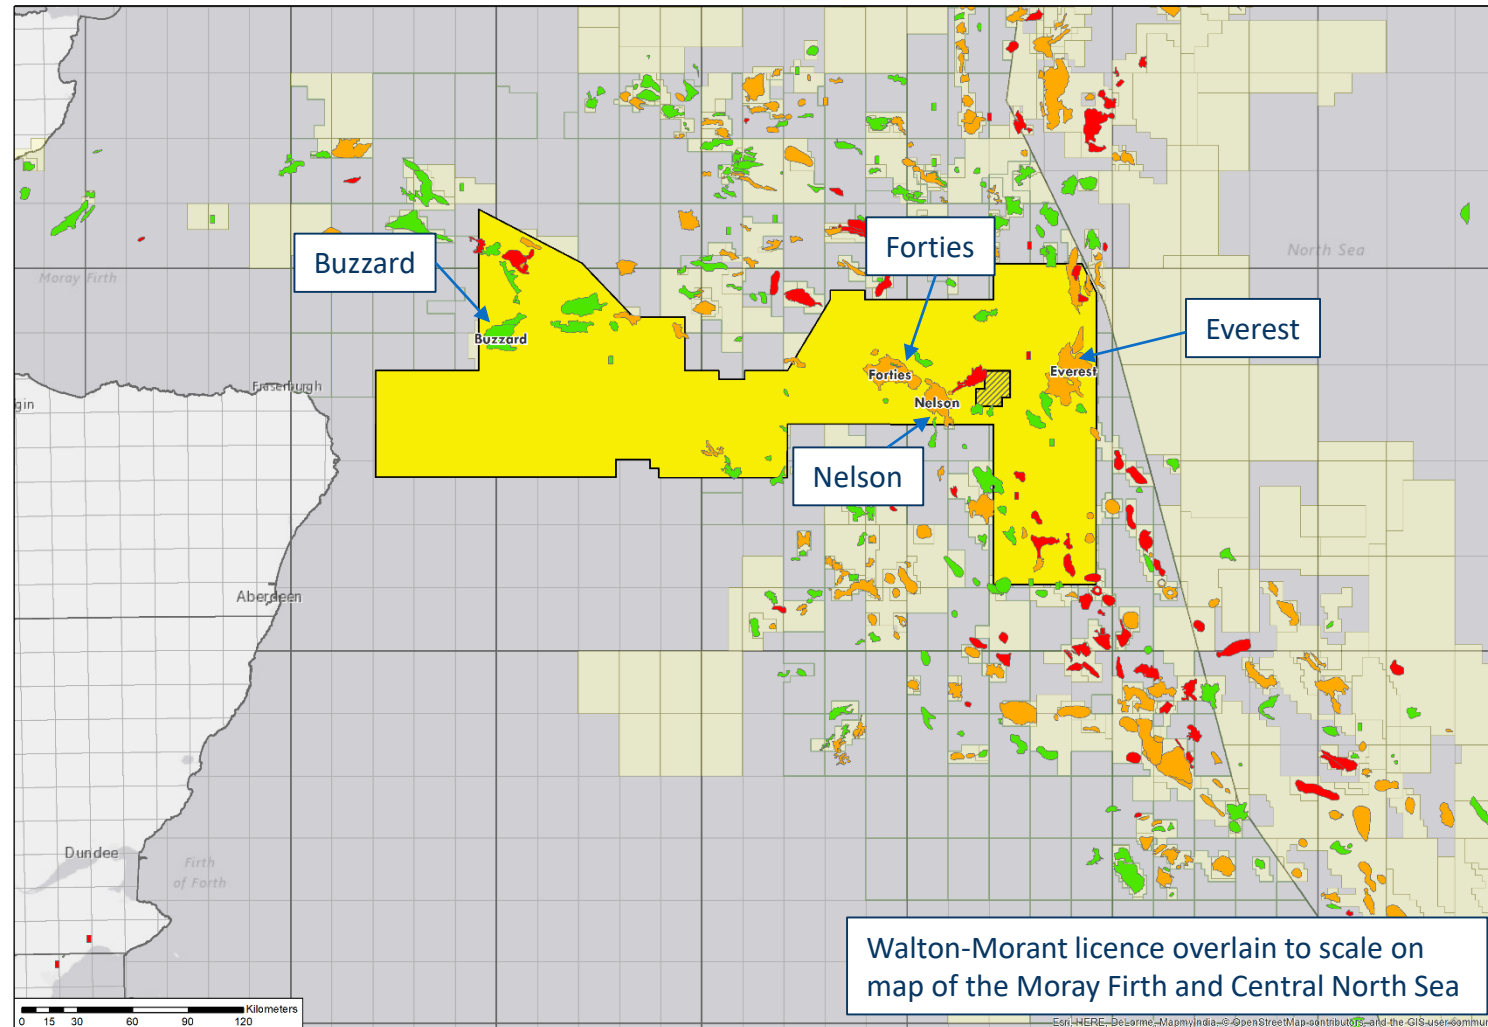 Forties
Buzzard
North Sea
Moray Firth
Everest
Buzzard
Forties
Everest
Fraserburgh
gin
Nelson
Nelson
Aberdeen
Dundee
Firth
of Forth
Walton-Morant licence overlain to scale on
map of the Moray Firth and Central North Sea
Kilometers
0 15 30 60 90 120
Esri, HERE, DeLorme, MapmyIndia, © OpenStreetMap contributors, and the GIS user commun